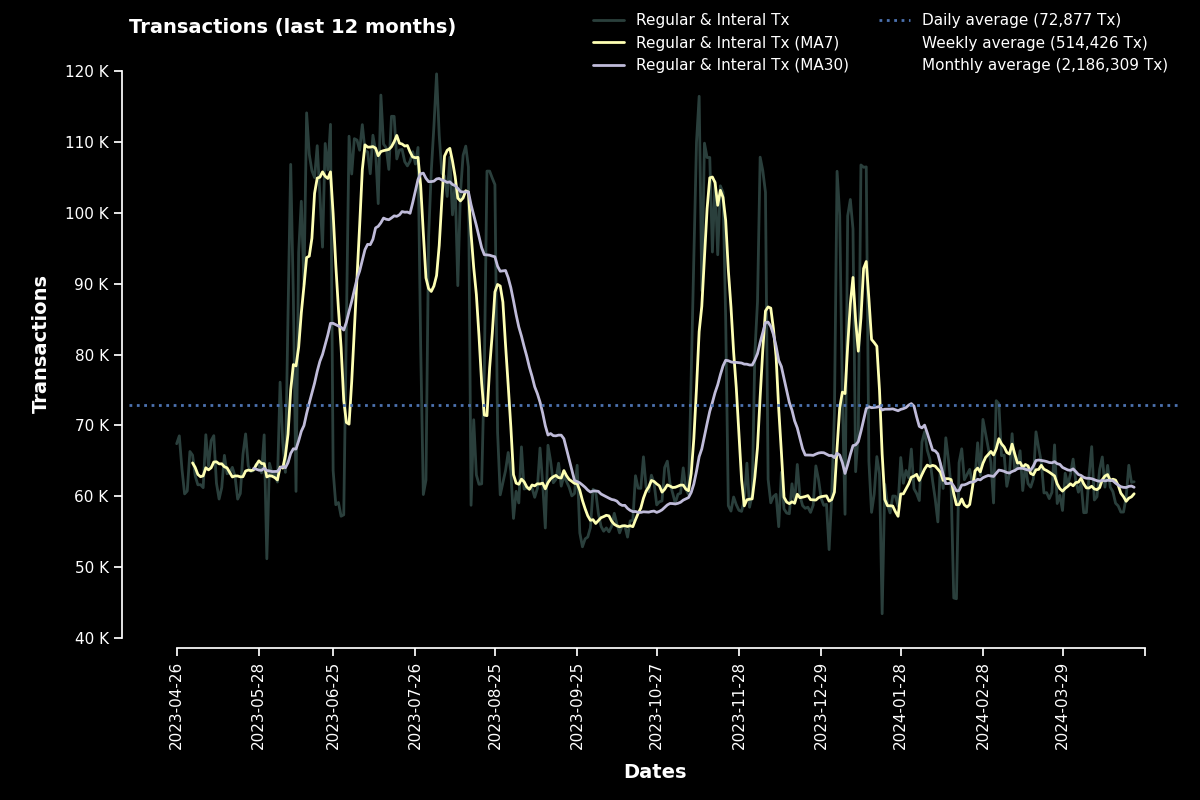 Transactions (last 12 months)
Regular & Interal Tx
Regular & Interal Tx (MA7)
Regular & Interal Tx (MA30)
Daily average (72,877 Tx)
Weekly average (514,426 Tx)
Monthly average (2,186,309 Tx)
Transactions
120 K
110 K
100 K
90 K
80 K
70 K
60 K
50 K
40 K
2023-04-26
2023-05-28
2023-06-25
2023-07-26
2023-08-25
2023-09-25
2023-10-27
2023-11-28
2023-12-29
2024-01-28
2024-02-28
2024-03-29
Dates